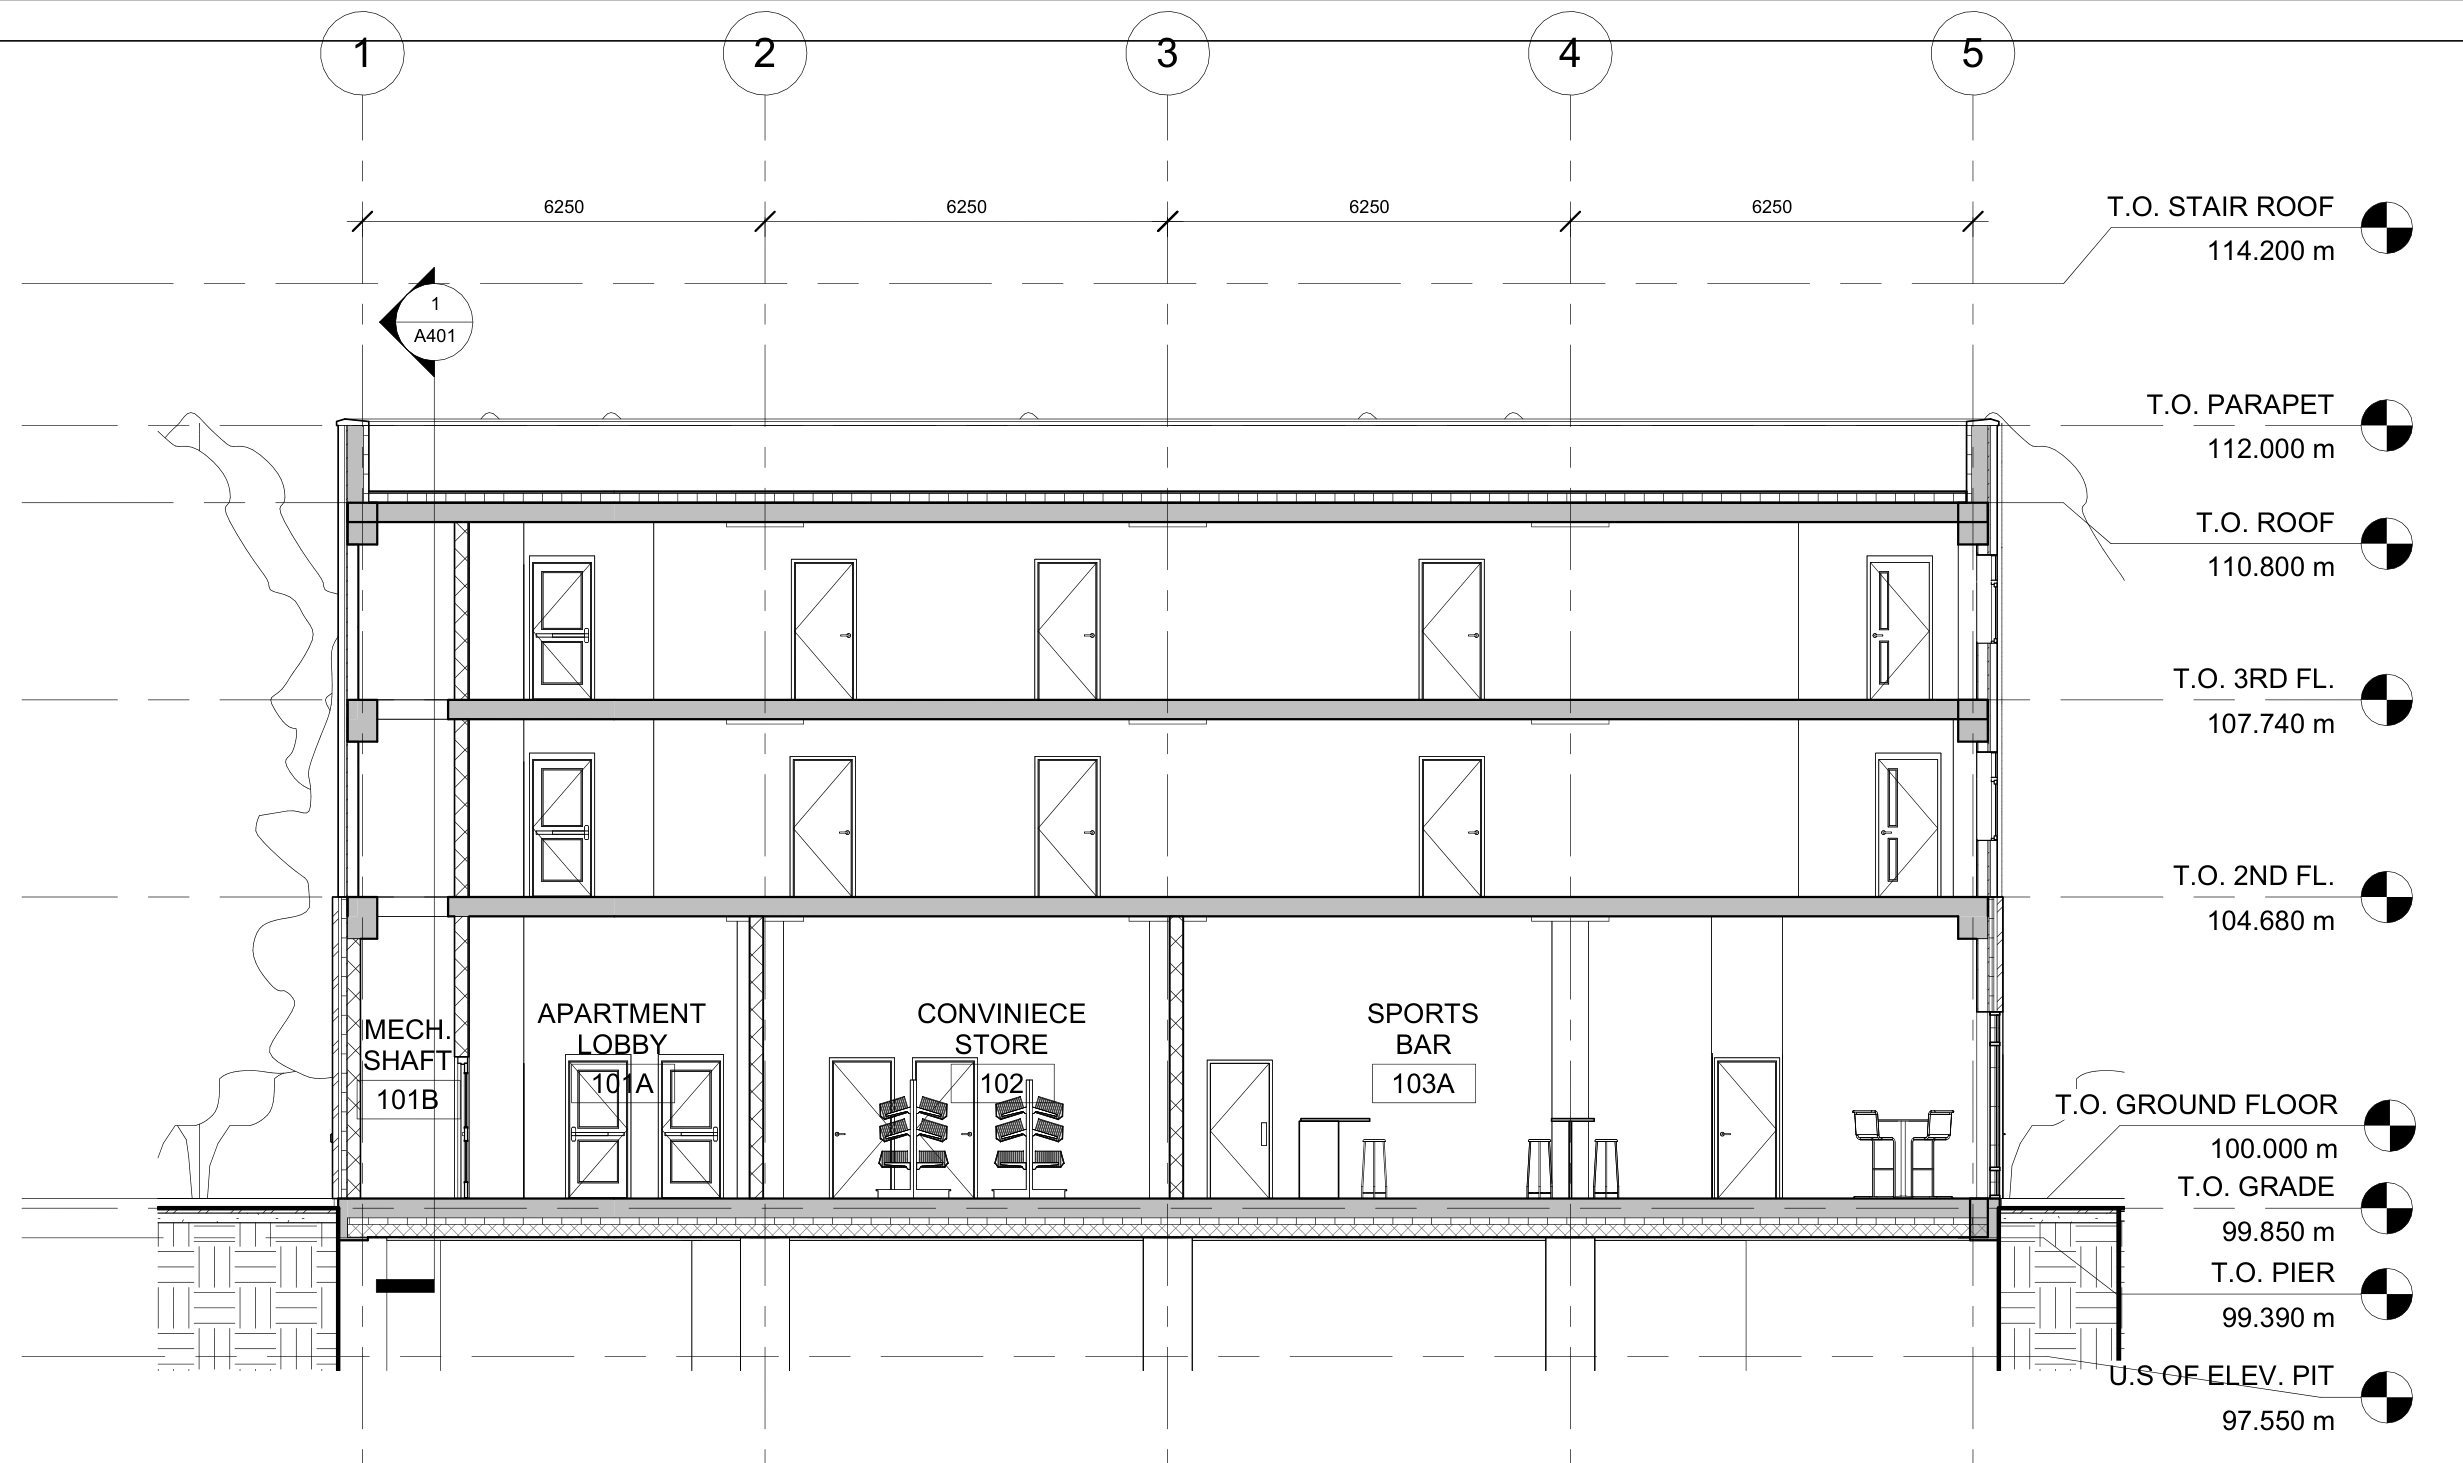 1
2
3
4
5
6250
6250
6250
6250
T.O. STAIR ROOF
114.200 m
1
A401
T.O. PARAPET
112.000 m
T.O. ROOF
110.800 m
T.O. 3RD FL.
107.740 m
T.O. 2ND FL.
104.680 m
MECH.
SHAFT
101B
APARTMENT
LOBBY
101A
CONVINIECE
STORE
102
SPORTS
BAR
103A
T.O. GROUND FLOOR
100.000 m
T.O. GRADE
99.850 m
T.O. PIER
99.390 m
U.S OF ELEV. PIT
97.550 m